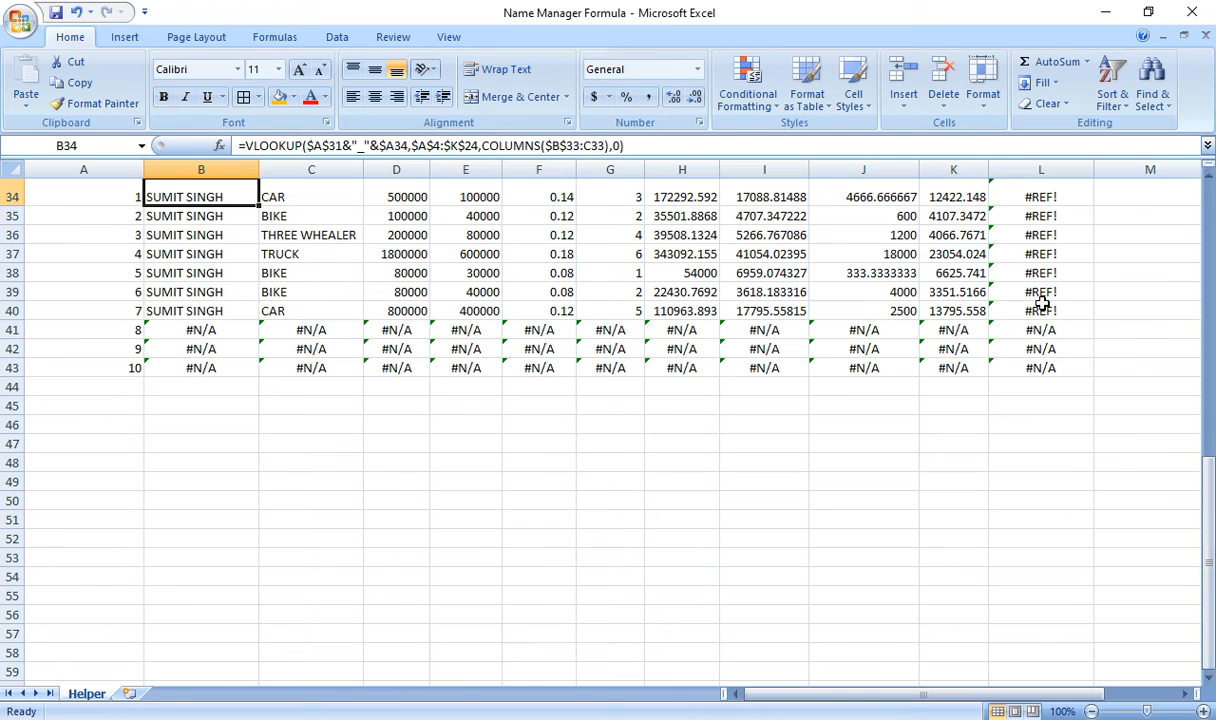 Name Manager Formula - Microsoft Excel
Home Insert Page Layout Formulas Data Review View
Paste
Cut
Copy
Format Painter
Clipboard
Calibri 11
B I U
Font
Wrap Text
Merge & Center
Alignment
General
$ % ,
Number
Conditional Formatting
Format as Table
Cell Styles
Styles
Insert
Delete
Format
Cells
AutoSum
Fill
Clear
Sort & Filter
Find & Select
Editing
B34 fx =VLOOKUP($A$31&"_"&$A34,$A$4:$K$24,COLUMNS($B$33:C33),0)
A B C D E F G H I J K L M
34 1 SUMIT SINGH CAR 500000 100000 0.14 3 172292.592 17088.81488 4666.666667 12422.148 #REF!
35 2 SUMIT SINGH BIKE 100000 40000 0.12 2 35501.8868 4707.347222 600 4107.3472 #REF!
36 3 SUMIT SINGH THREE WHEALER 200000 80000 0.12 4 39508.1324 5266.767086 1200 4066.7671 #REF!
37 4 SUMIT SINGH TRUCK 1800000 600000 0.18 6 343092.155 41054.02395 18000 23054.024 #REF!
38 5 SUMIT SINGH BIKE 80000 30000 0.08 1 54000 6959.074327 333.3333333 6625.741 #REF!
39 6 SUMIT SINGH BIKE 80000 40000 0.08 2 22430.7692 3618.183316 4000 3351.5166 #REF!
40 7 SUMIT SINGH CAR 800000 400000 0.12 5 110963.893 17795.55815 2500 13795.558 #REF!
41 8 #N/A #N/A #N/A #N/A #N/A #N/A #N/A #N/A #N/A #N/A #N/A
42 9 #N/A #N/A #N/A #N/A #N/A #N/A #N/A #N/A #N/A #N/A #N/A
43 10 #N/A #N/A #N/A #N/A #N/A #N/A #N/A #N/A #N/A #N/A #N/A
44
45
46
47
48
49
50
51
52
53
54
55
56
57
58
59
Helper
Ready 100%